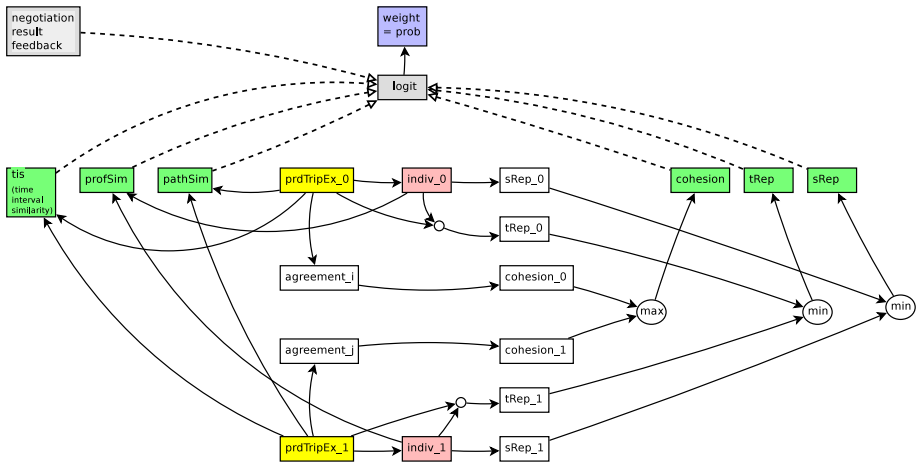 negotiation
result
feedback
weight
= prob
logit
tis
(time
interval
similarity)
profSim
pathSim
prdTripEx_0
indiv_0
sRep_0
cohesion
tRep
sRep
tRep_0
agreement_i
cohesion_0
max
min
min
agreement_j
cohesion_1
tRep_1
prdTripEx_1
indiv_1
sRep_1